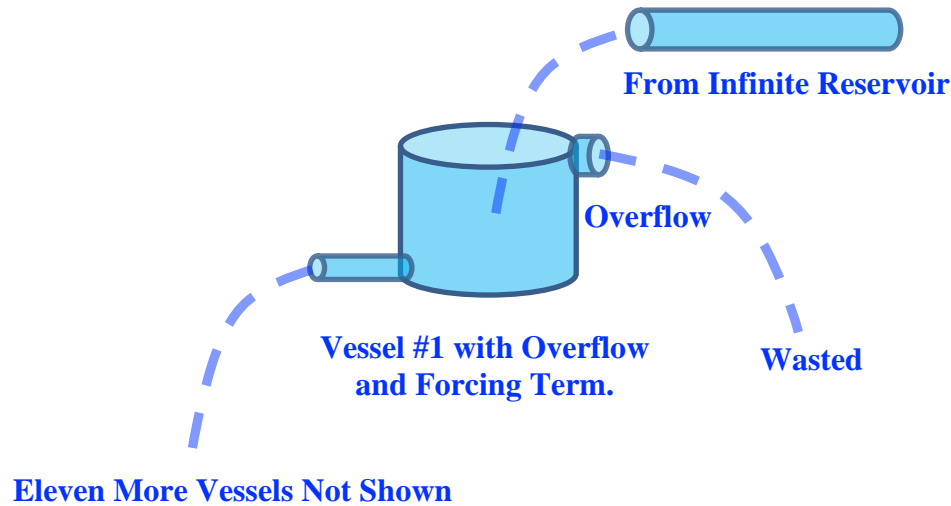 From Infinite Reservoir
Overflow
Vessel #1 with Overflow
and Forcing Term.
Wasted
Eleven More Vessels Not Shown